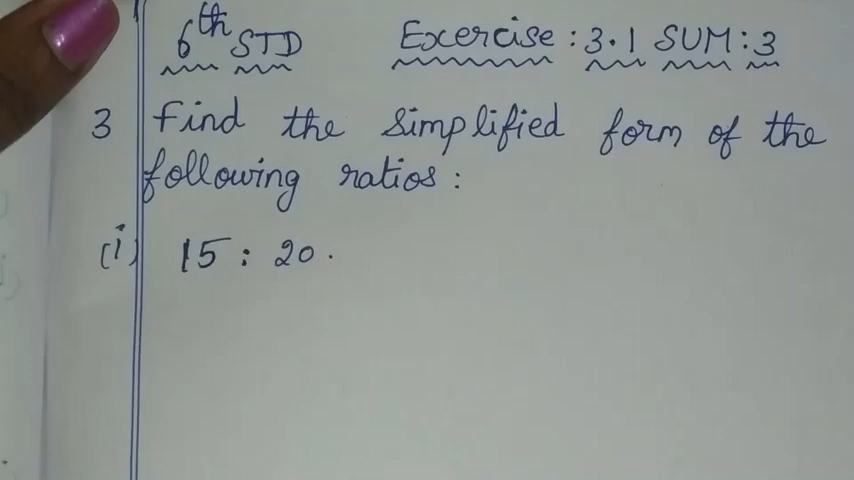 6th STD Exercise : 3.1 SUM : 3
3 Find the simplified form of the
following ratios :
(i) 15 : 20.